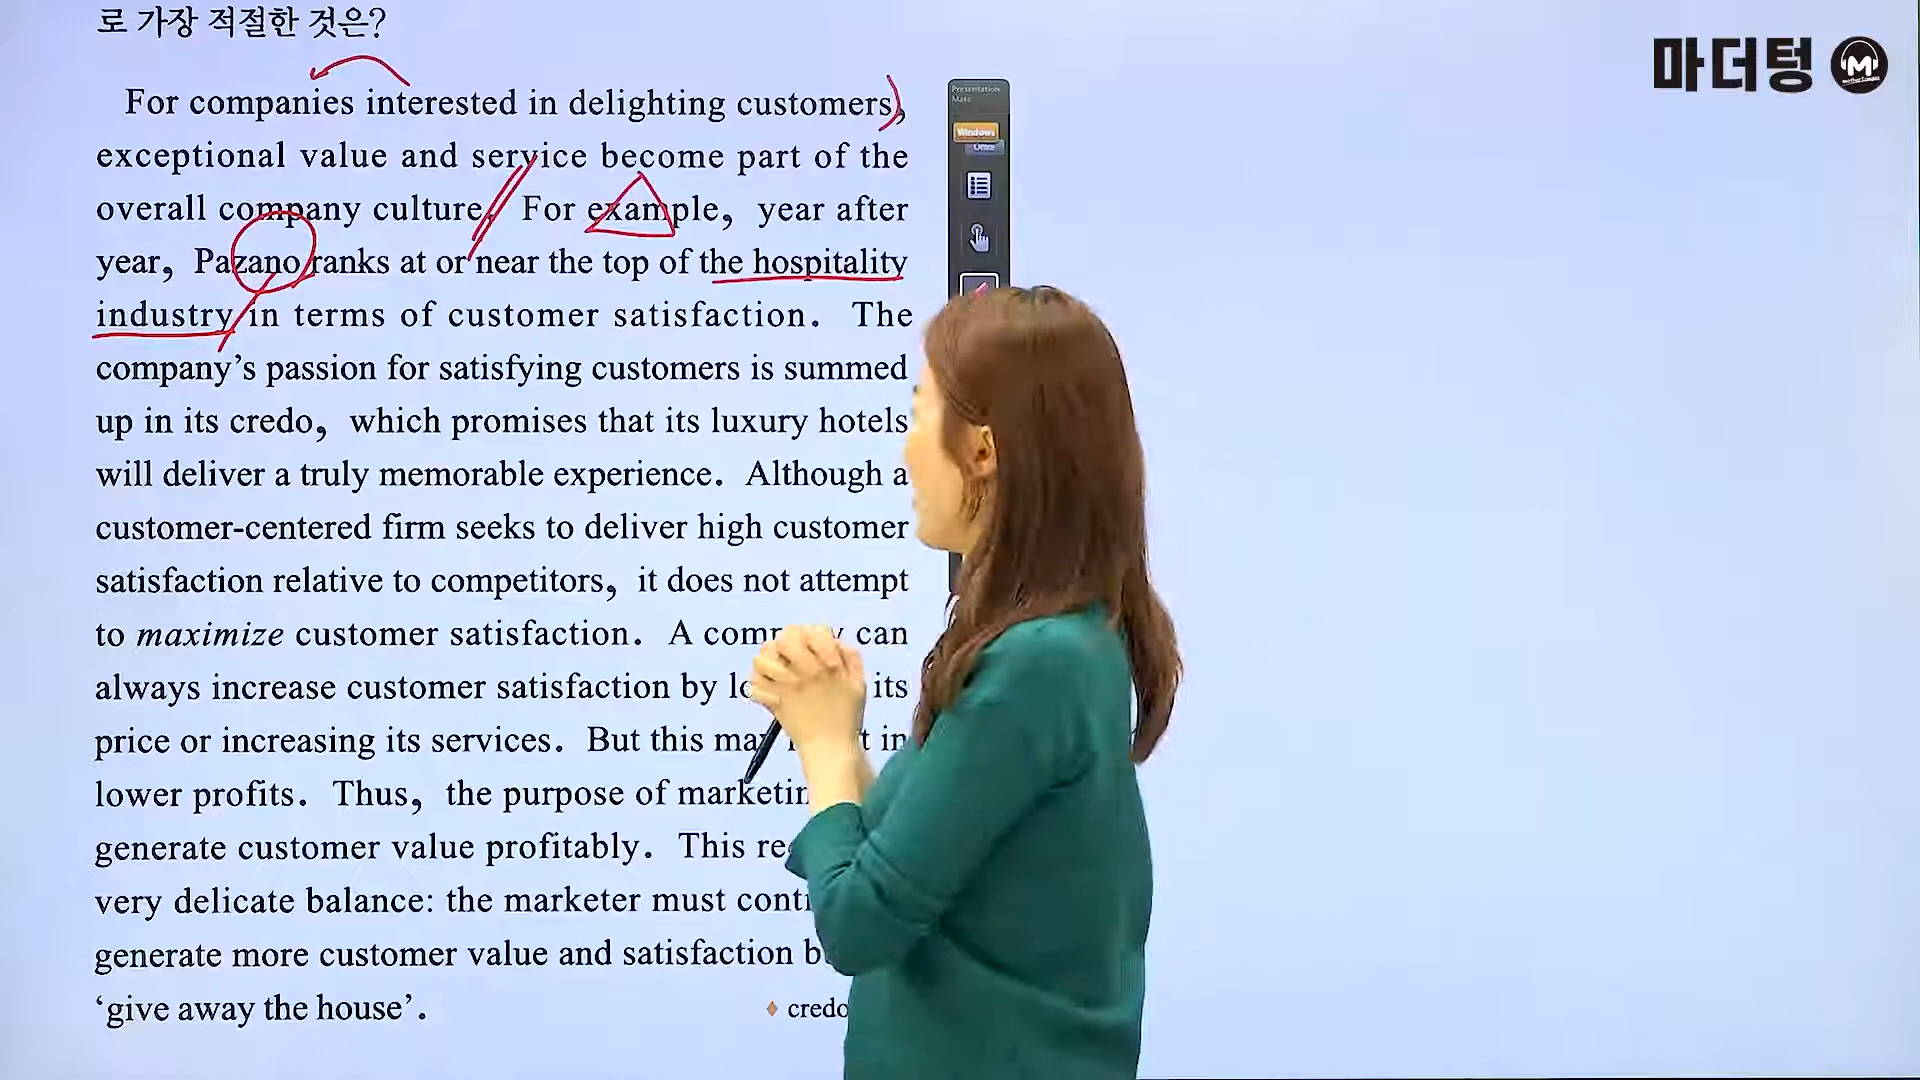 로 가장 적절한 것은?
마더텅
For companies interested in delighting customers,
exceptional value and service become part of the
overall company culture. For example, year after
year, Pazano ranks at or near the top of the hospitality
industry in terms of customer satisfaction. The
company's passion for satisfying customers is summed
up in its credo, which promises that its luxury hotels
will deliver a truly memorable experience. Although a
customer-centered firm seeks to deliver high customer
satisfaction relative to competitors, it does not attempt
to maximize customer satisfaction. A can
always increase customer satisfaction by its
price or increasing its services. But this in
lower profits. Thus, the purpose of
generate customer value profitably. This
very delicate balance: the marketer must
generate more customer value and satisfaction
‘give away the house’.
credo
Presentation
Mate
Windows